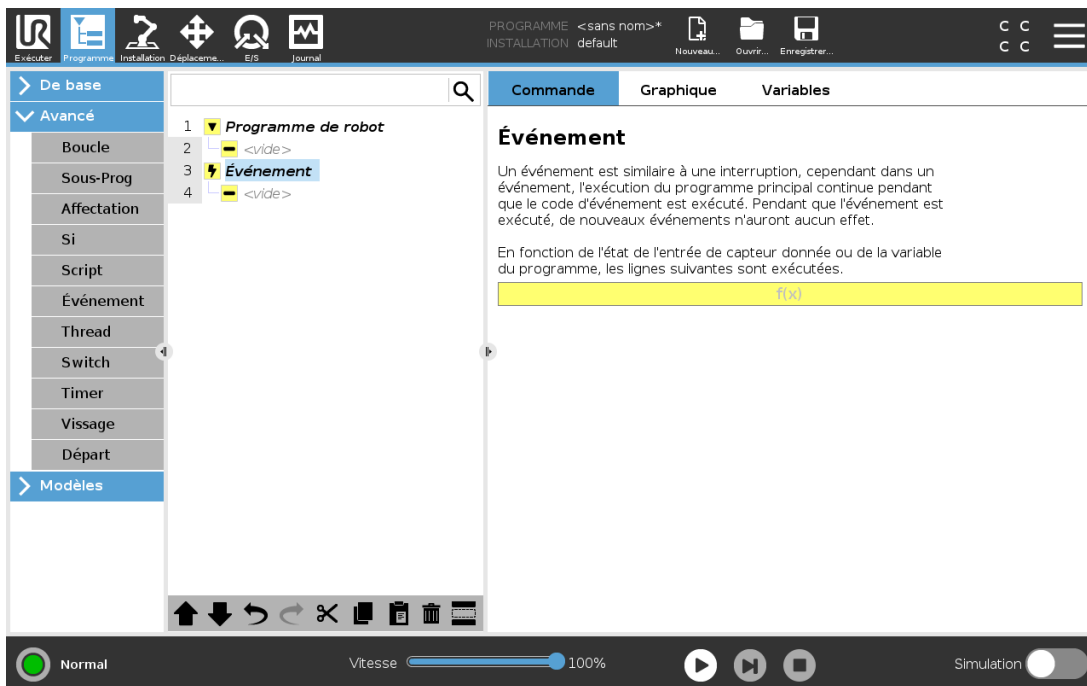 PROGRAMME <sans nom>*
INSTALLATION default
C C
C C
Exécuter Programme Installation Déplaceme... E/S Journal Nouveau... Ouvrir... Enregistrer...
De base
Avancé
Boucle
Sous-Prog
Affectation
Si
Script
Événement
Thread
Switch
Timer
Vissage
Départ
Modèles
1 Programme de robot
2 <vide>
3 Événement
4 <vide>
Commande Graphique Variables
Événement
Un événement est similaire à une interruption, cependant dans un
événement, l'exécution du programme principal continue pendant
que le code d'événement est exécuté. Pendant que l'événement est
exécuté, de nouveaux événements n'auront aucun effet.
En fonction de l'état de l'entrée de capteur donnée ou de la variable
du programme, les lignes suivantes sont exécutées.
f(x)
Normal
Vitesse 100%
Simulation